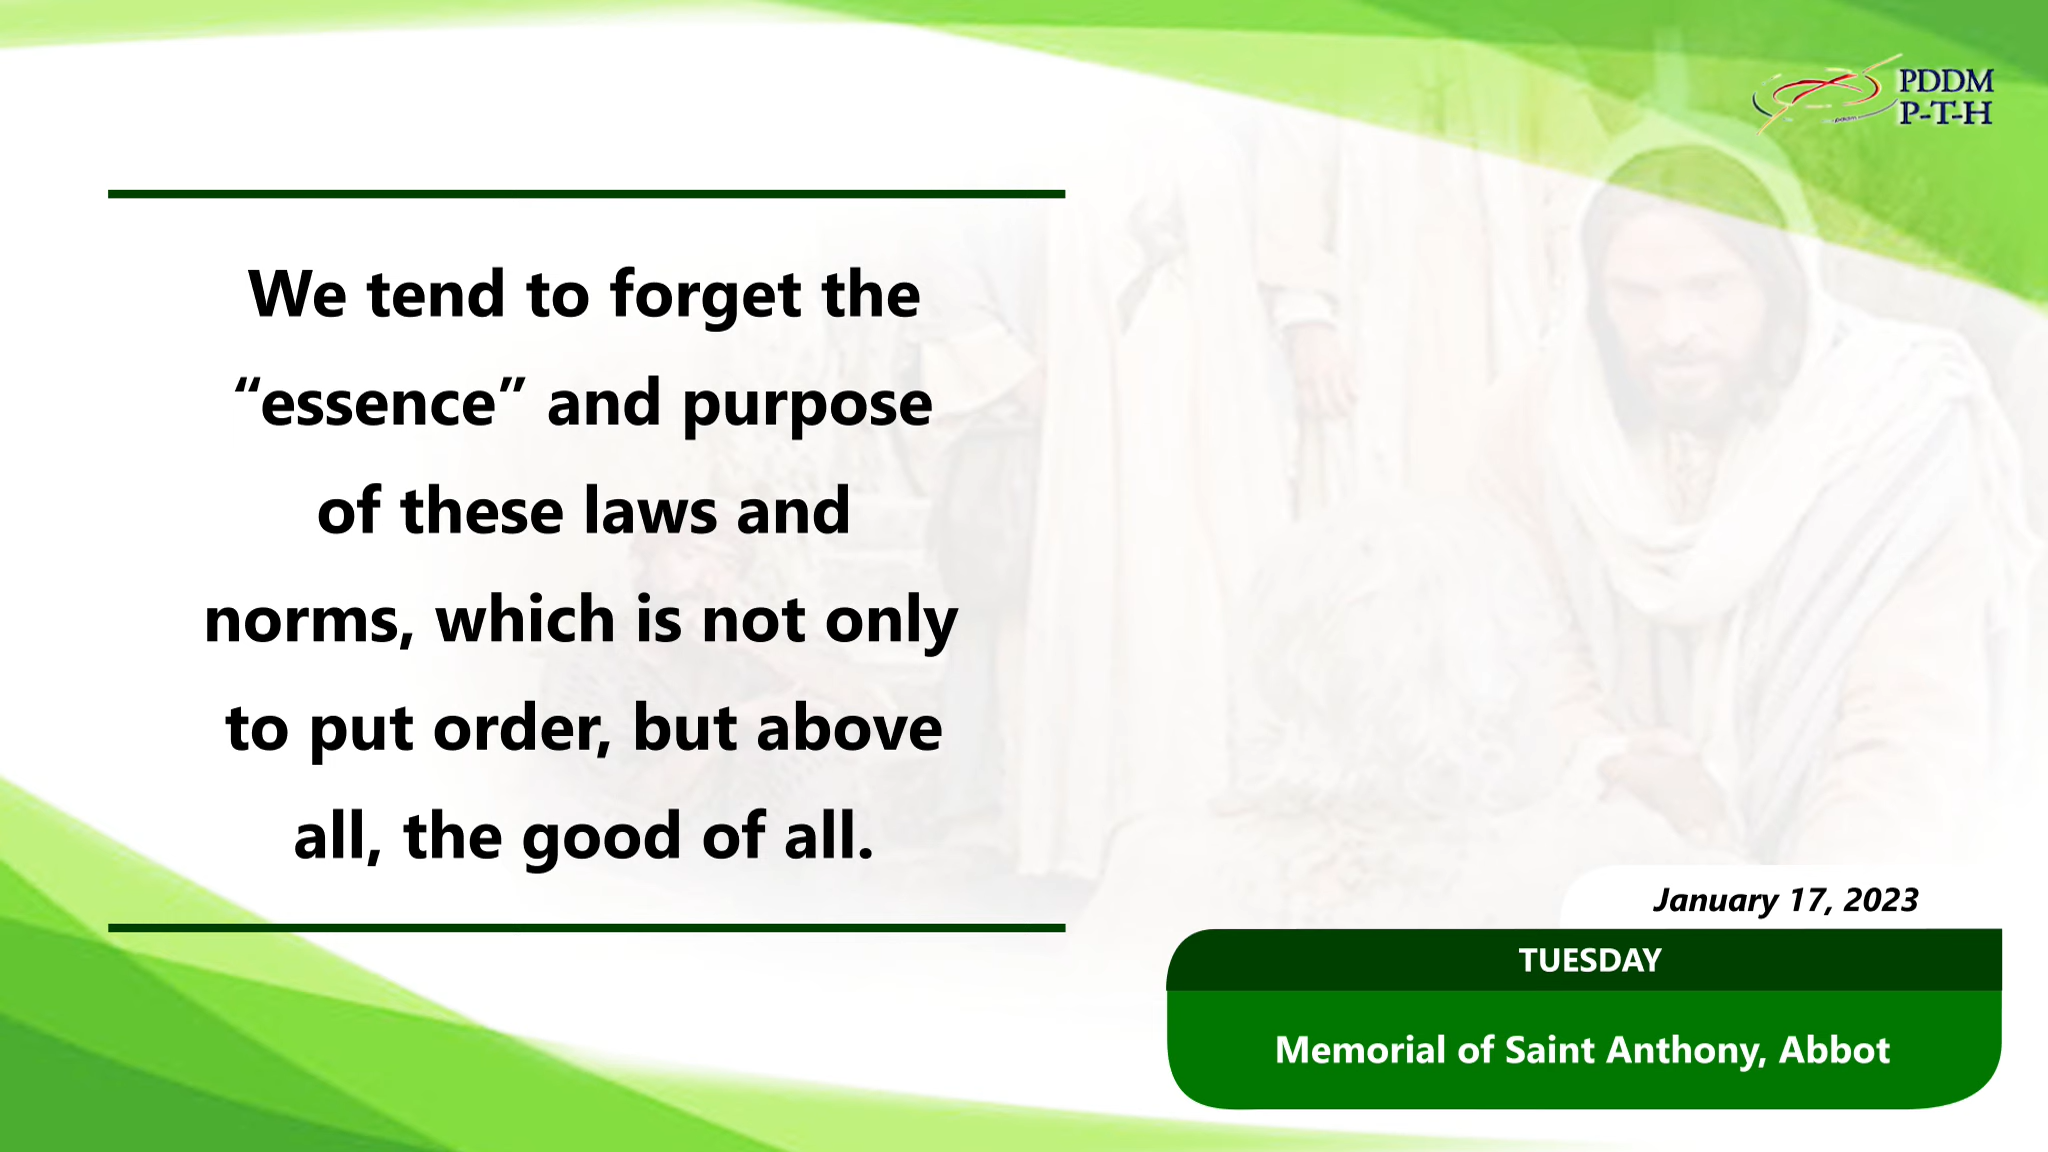 PDDM
P-T-H
We tend to forget the
“essence” and purpose
of these laws and
norms, which is not only
to put order, but above
all, the good of all.
January 17, 2023
TUESDAY
Memorial of Saint Anthony, Abbot